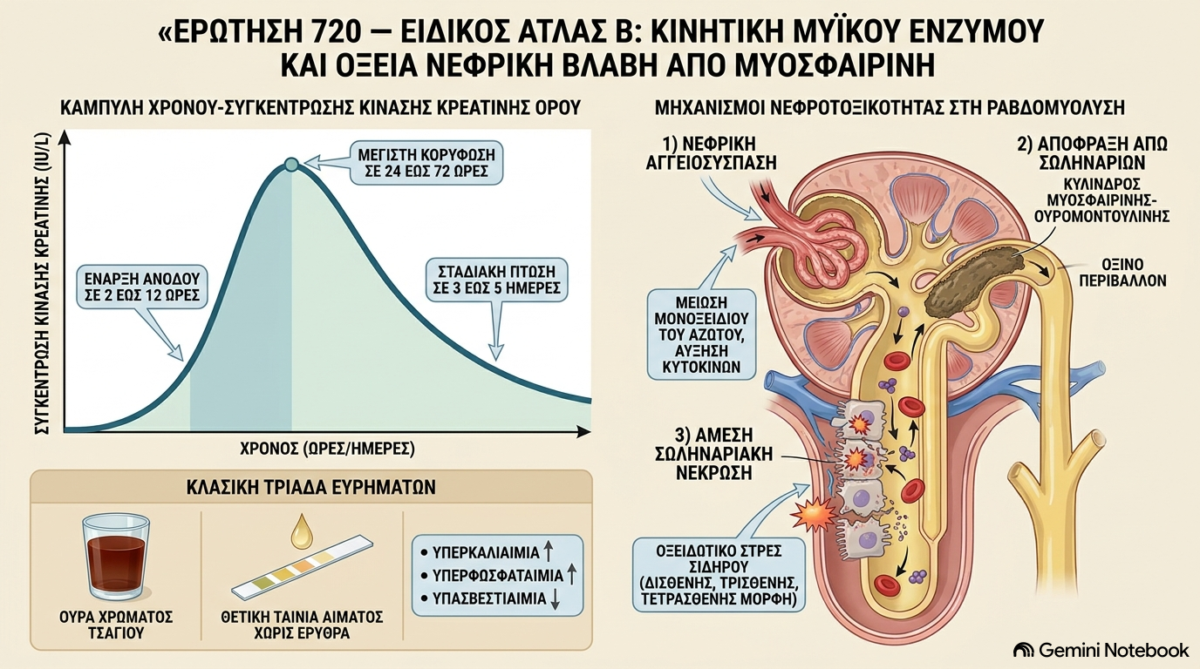 «ΕΡΩΤΗΣΗ 720 — ΕΙΔΙΚΟΣ ΑΤΛΑΣ Β: ΚΙΝΗΤΙΚΗ ΜΥΪΚΟΥ ΕΝΖΥΜΟΥ
ΚΑΙ ΟΞΕΙΑ ΝΕΦΡΙΚΗ ΒΛΑΒΗ ΑΠΟ ΜΥΟΣΦΑΙΡΙΝΗ
ΚΑΜΠΥΛΗ ΧΡΟΝΟΥ-ΣΥΓΚΕΝΤΡΩΣΗΣ ΚΙΝΑΣΗΣ ΚΡΕΑΤΙΝΗΣ ΟΡΟΥ
ΣΥΓΚΕΝΤΡΩΣΗ ΚΙΝΑΣΗΣ ΚΡΕΑΤΙΝΗΣ (IU/L)
ΜΕΓΙΣΤΗ ΚΟΡΥΦΩΣΗ
ΣΕ 24 ΕΩΣ 72 ΩΡΕΣ
ΕΝΑΡΞΗ ΑΝΟΔΟΥ
ΣΕ 2 ΕΩΣ 12 ΩΡΕΣ
ΣΤΑΔΙΑΚΗ ΠΤΩΣΗ
ΣΕ 3 ΕΩΣ 5 ΗΜΕΡΕΣ
ΧΡΟΝΟΣ (ΩΡΕΣ/ΗΜΕΡΕΣ)
ΚΛΑΣΙΚΗ ΤΡΙΑΔΑ ΕΥΡΗΜΑΤΩΝ
ΟΥΡΑ ΧΡΩΜΑΤΟΣ
ΤΣΑΓΙΟΥ
ΘΕΤΙΚΗ ΤΑΙΝΙΑ ΑΙΜΑΤΟΣ
ΧΩΡΙΣ ΕΡΥΘΡΑ
• ΥΠΕΡΚΑΛΙΑΙΜΙΑ ↑
• ΥΠΕΡΦΩΣΦΑΤΑΙΜΙΑ ↑
• ΥΠΑΣΒΕΣΤΙΑΙΜΙΑ ↓
ΜΗΧΑΝΙΣΜΟΙ ΝΕΦΡΟΤΟΞΙΚΟΤΗΤΑΣ ΣΤΗ ΡΑΒΔΟΜΥΟΛΥΣΗ
1) ΝΕΦΡΙΚΗ
ΑΓΓΕΙΟΣΥΣΠΑΣΗ
ΜΕΙΩΣΗ
ΜΟΝΟΞΕΙΔΙΟΥ
ΤΟΥ ΑΖΩΤΟΥ,
ΑΥΞΗΣΗ
ΚΥΤΟΚΙΝΩΝ
2) ΑΠΟΦΡΑΞΗ ΑΠΩ
ΣΩΛΗΝΑΡΙΩΝ
ΚΥΛΙΝΔΡΟΣ
ΜΥΟΣΦΑΙΡΙΝΗΣ-
ΟΥΡΟΜΟΝΤΟΥΛΙΝΗΣ
ΟΞΙΝΟ
ΠΕΡΙΒΑΛΛΟΝ
3) ΑΜΕΣΗ
ΣΩΛΗΝΑΡΙΑΚΗ
ΝΕΚΡΩΣΗ
ΟΞΕΙΔΩΤΙΚΟ ΣΤΡΕΣ
ΣΙΔΗΡΟΥ
(ΔΙΣΘΕΝΗΣ, ΤΡΙΣΘΕΝΗΣ,
ΤΕΤΡΑΣΘΕΝΗΣ ΜΟΡΦΗ)
Gemini Notebook